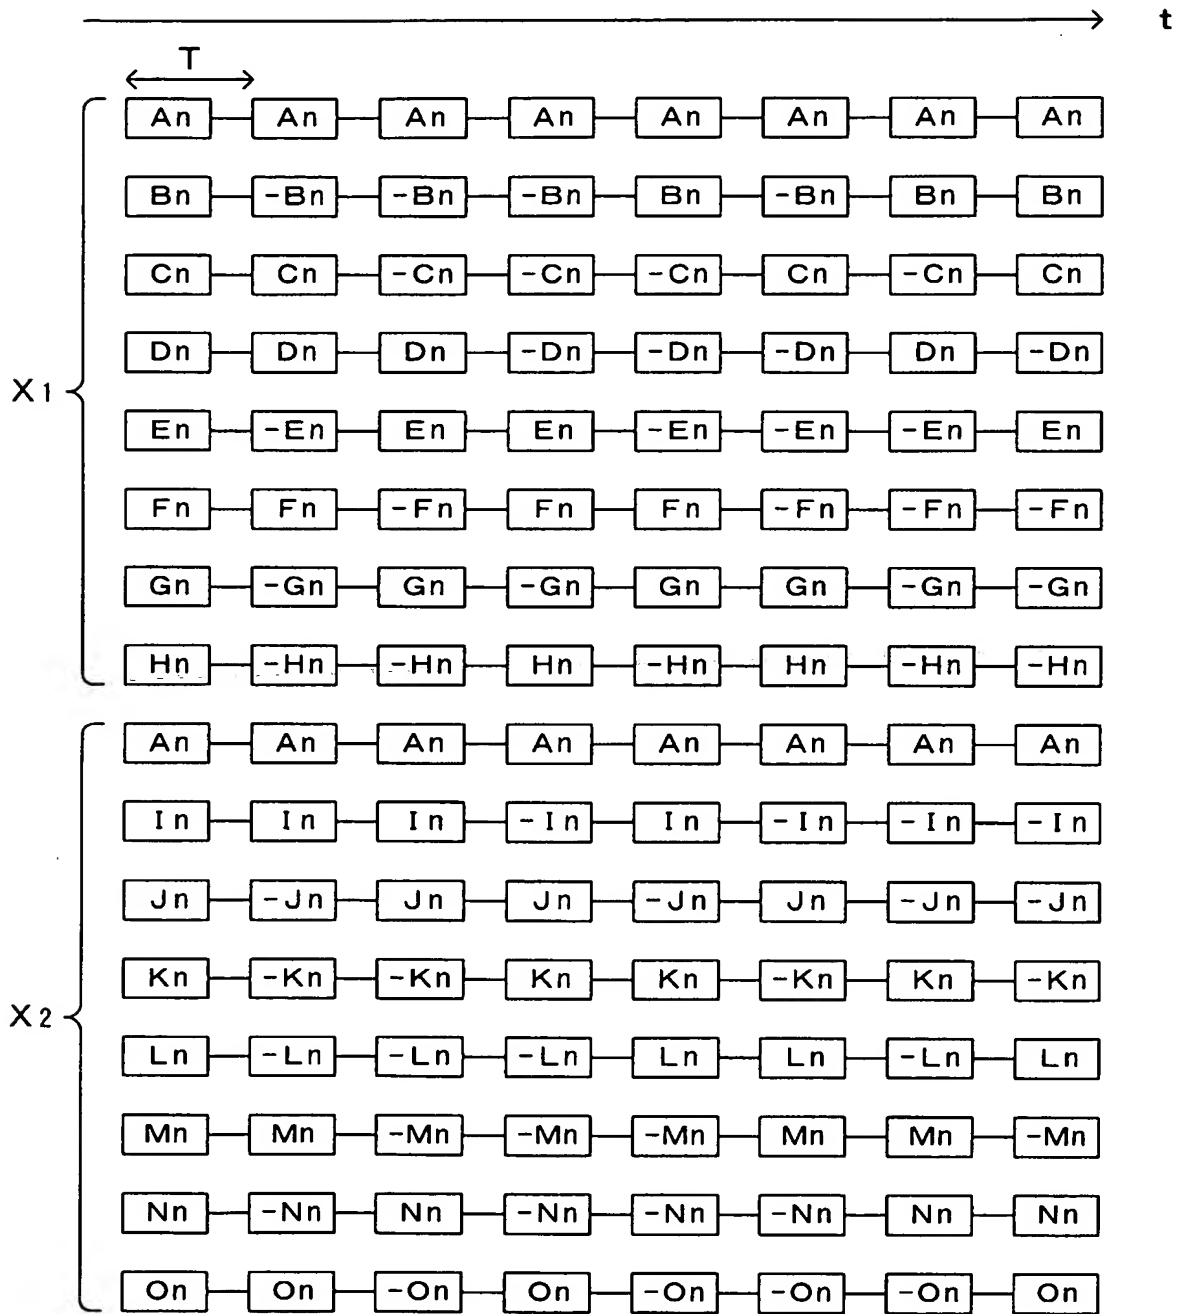 t
T
An An An An An An An An
Bn -Bn -Bn -Bn Bn -Bn Bn Bn
Cn Cn -Cn -Cn -Cn Cn -Cn Cn
Dn Dn Dn -Dn -Dn -Dn Dn -Dn
X1
En -En En En -En -En -En En
Fn Fn -Fn Fn Fn -Fn -Fn -Fn
Gn -Gn Gn -Gn Gn Gn -Gn -Gn
Hn -Hn -Hn Hn -Hn Hn -Hn -Hn
An An An An An An An An
In In In -In In -In -In -In
Jn -Jn Jn Jn -Jn Jn -Jn -Jn
Kn -Kn -Kn Kn Kn -Kn Kn -Kn
X2
Ln -Ln -Ln -Ln Ln Ln -Ln Ln
Mn Mn -Mn -Mn -Mn Mn Mn -Mn
Nn -Nn Nn -Nn -Nn -Nn Nn Nn
On On -On On -On -On -On On